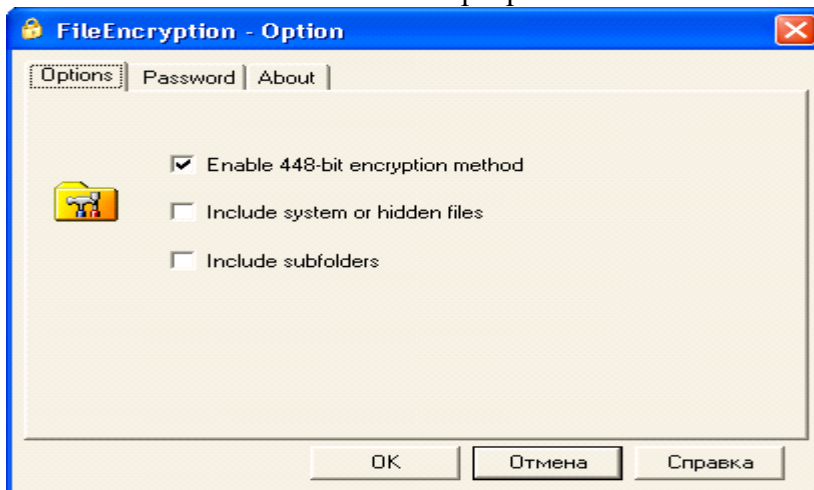 FileEncryption - Option
Options Password About
Enable 448-bit encryption method
Include system or hidden files
Include subfolders
OK Отмена Справка